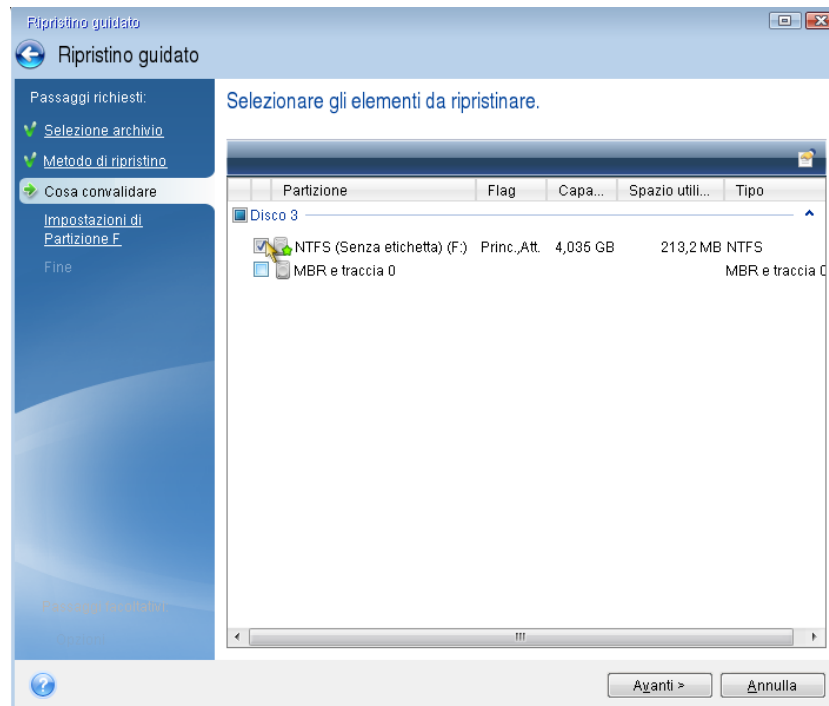 Ripristino guidato
Ripristino guidato
Passaggi richiesti:
Selezione archivio
Metodo di ripristino
Cosa convalidare
Impostazioni di
Partizione F
Fine
Selezionare gli elementi da ripristinare.
Partizione Flag Capa... Spazio utili... Tipo
Disco 3
NTFS (Senza etichetta) (F:) Princ.,Att. 4,035 GB 213,2 MB NTFS
MBR e traccia 0 MBR e traccia 0
Avanti > Annulla